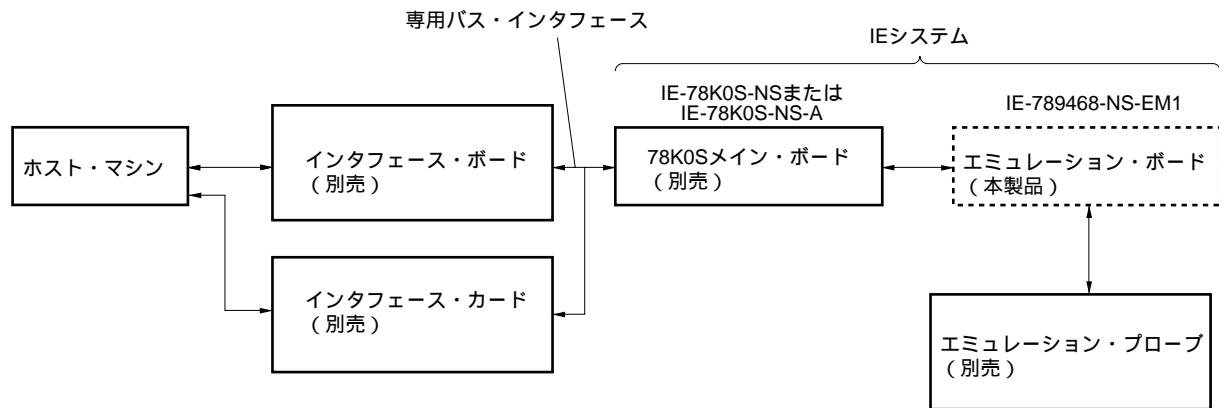 専用バス・インタフェース
IEシステム
IE-78K0S-NSまたは
IE-78K0S-NS-A
IE-789468-NS-EM1
ホスト・マシン
インタフェース・ボード
（別売）
78K0Sメイン・ボード
（別売）
エミュレーション・ボード
（本製品）
インタフェース・カード
（別売）
エミュレーション・プローブ
（別売）